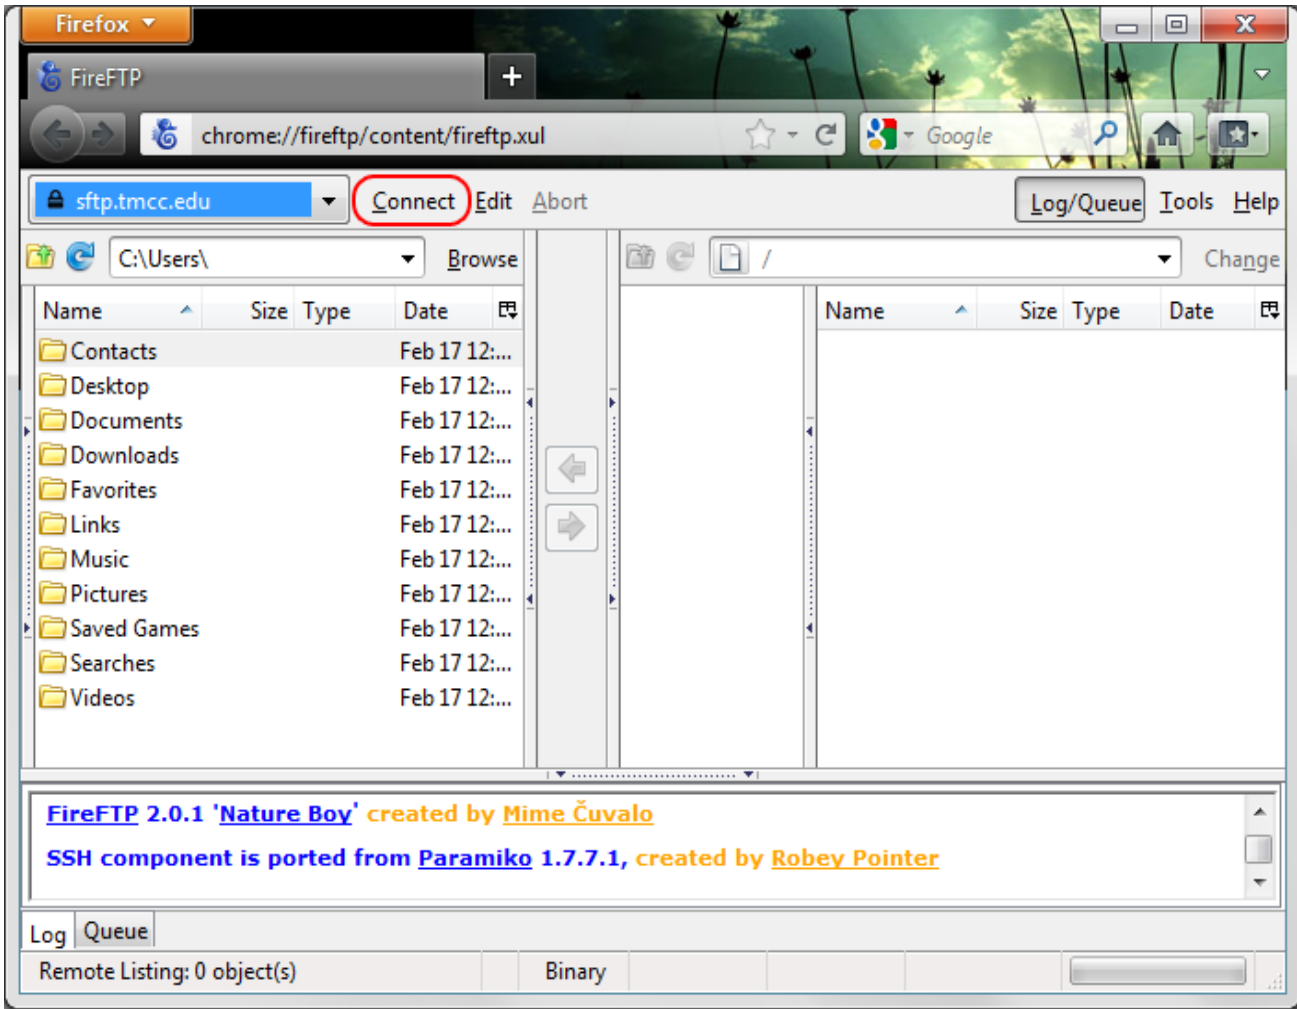 Firefox
FireFTP
chrome://fireftp/content/fireftp.xul
Google
sftp.tmcc.edu Connect Edit Abort Log/Queue Tools Help
C:\Users\ Browse / Change
Name Size Type Date Name Size Type Date
Contacts Feb 17 12:...
Desktop Feb 17 12:...
Documents Feb 17 12:...
Downloads Feb 17 12:...
Favorites Feb 17 12:...
Links Feb 17 12:...
Music Feb 17 12:...
Pictures Feb 17 12:...
Saved Games Feb 17 12:...
Searches Feb 17 12:...
Videos Feb 17 12:...
FireFTP 2.0.1 'Nature Boy' created by Mime Čuvalo
SSH component is ported from Paramiko 1.7.7.1, created by Robey Pointer
Log Queue
Remote Listing: 0 object(s) Binary